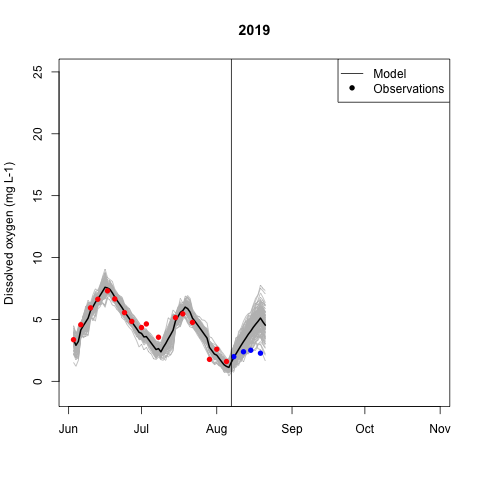 2019
Model
Observations
Dissolved oxygen (mg L-1)
25
20
15
10
5
0
Jun Jul Aug Sep Oct Nov